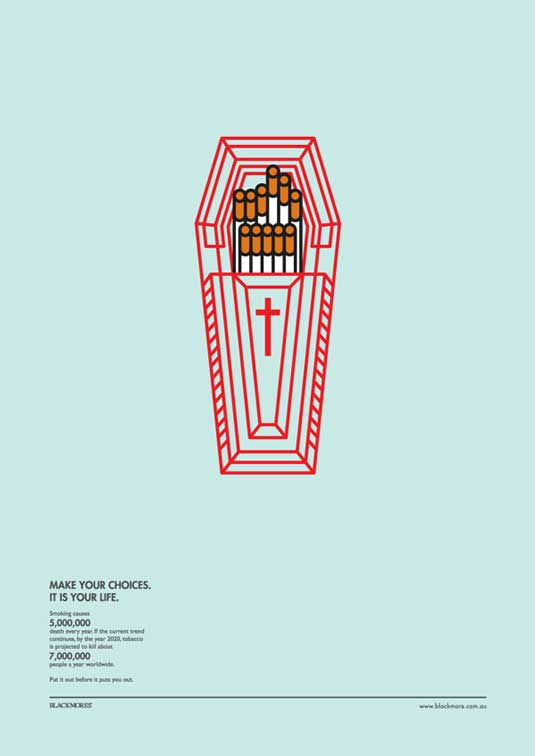 MAKE YOUR CHOICES.
IT IS YOUR LIFE.
Smoking causes
5,000,000
death every year. If the current trend
continues, by the year 2020, tobacco
is projected to kill about
7,000,000
people a year worldwide.
Put it out before it puts you out.
BLACKMORES
www.blackmore.com.au